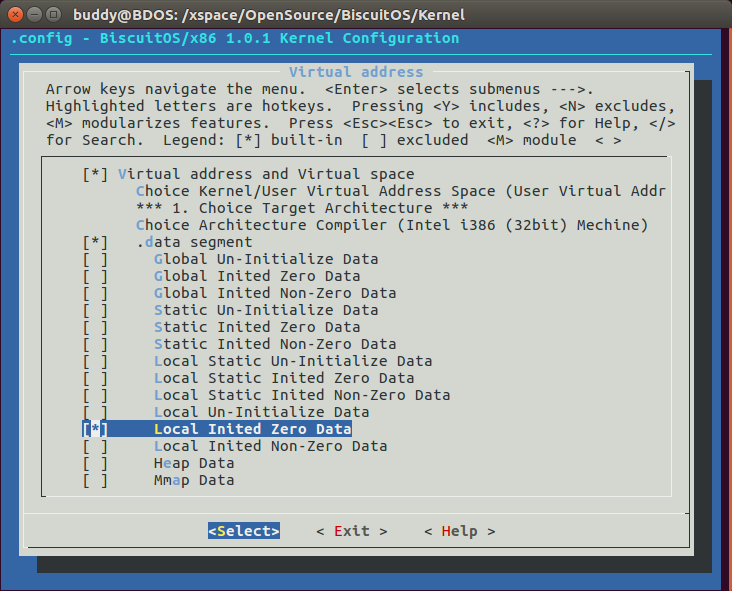 buddy@BDOS: /xspace/OpenSource/BiscuitOS/Kernel
.config - BiscuitOS/x86 1.0.1 Kernel Configuration
Virtual address
Arrow keys navigate the menu. <Enter> selects submenus --->.
Highlighted letters are hotkeys. Pressing <Y> includes, <N> excludes,
<M> modularizes features. Press <Esc><Esc> to exit, <?> for Help, </>
for Search. Legend: [*] built-in [ ] excluded <M> module < >
[*] Virtual address and Virtual space
Choice Kernel/User Virtual Address Space (User Virtual Addr
*** 1. Choice Target Architecture ***
Choice Architecture Compiler (Intel i386 (32bit) Mechine)
[*] .data segment
[ ] Global Un-Initialize Data
[ ] Global Inited Zero Data
[ ] Global Inited Non-Zero Data
[ ] Static Un-Initialize Data
[ ] Static Inited Zero Data
[ ] Static Inited Non-Zero Data
[ ] Local Static Un-Initialize Data
[ ] Local Static Inited Zero Data
[ ] Local Static Inited Non-Zero Data
[ ] Local Un-Initialize Data
[*] Local Inited Zero Data
[ ] Local Inited Non-Zero Data
[ ] Heap Data
[ ] Mmap Data
<Select> < Exit > < Help >